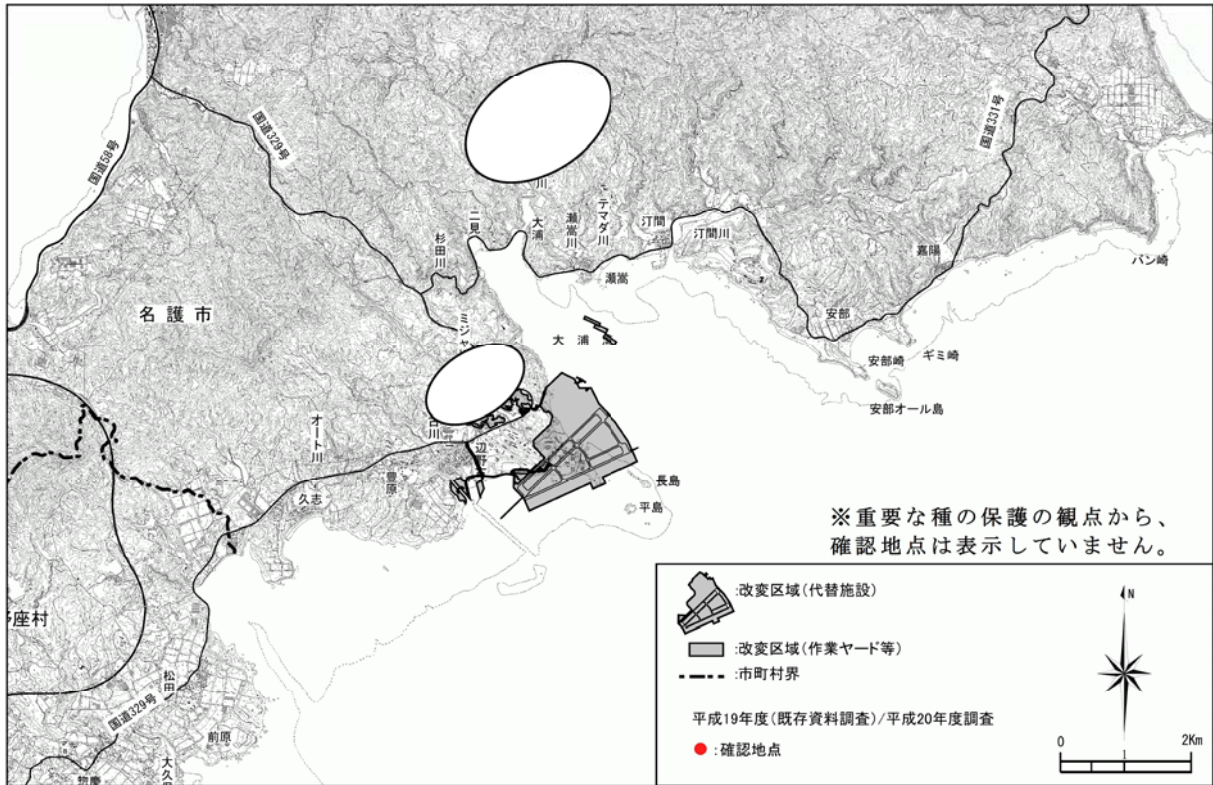 国道58号
国道329号
国道331号
川
二見
大浦
杉田川
瀬嵩川
テマダ川
汀間
汀間川
嘉陽
バン崎
瀬嵩
名護市
ミジャ
大浦
安部
安部崎
ギミ崎
安部オール島
オート川
古川
辺野
豊原
久志
長島
平島
※重要な種の保護の観点から、
確認地点は表示していません。
座村
松田
国道329号
前原
大久
惣慶
:改変区域(代替施設)
:改変区域(作業ヤード等)
:市町村界
平成19年度(既存資料調査)/平成20年度調査
:確認地点
N
0 1 2Km